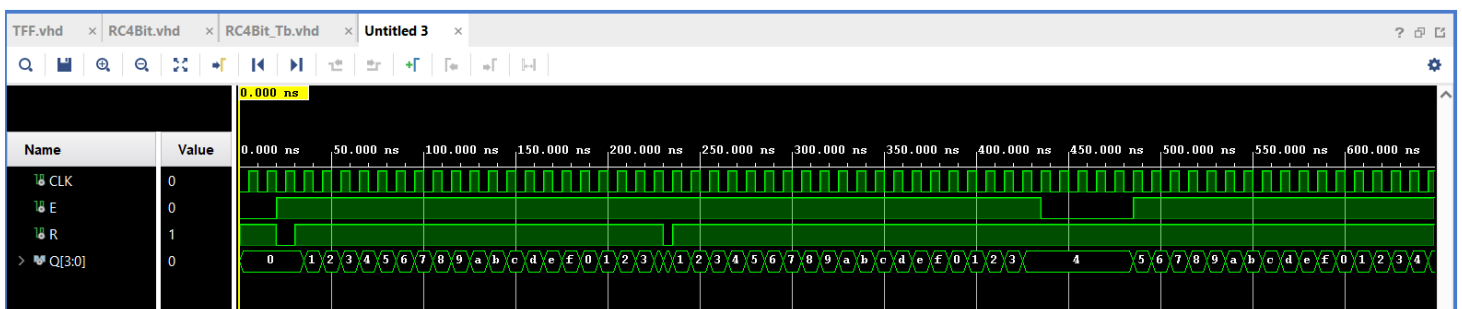 TFF.vhd × RC4Bit.vhd × RC4Bit_Tb.vhd × Untitled 3 × ?
0.000 ns
Name Value 0.000 ns 50.000 ns 100.000 ns 150.000 ns 200.000 ns 250.000 ns 300.000 ns 350.000 ns 400.000 ns 450.000 ns 500.000 ns 550.000 ns 600.000 ns
CLK 0
E 0
R 1
Q[3:0] 0 0 1 2 3 4 5 6 7 8 9 a b c d e f 0 1 2 3 1 2 3 4 5 6 7 8 9 a b c d e f 0 1 2 3 4 5 6 7 8 9 a b c d e f 0 1 2 3 4